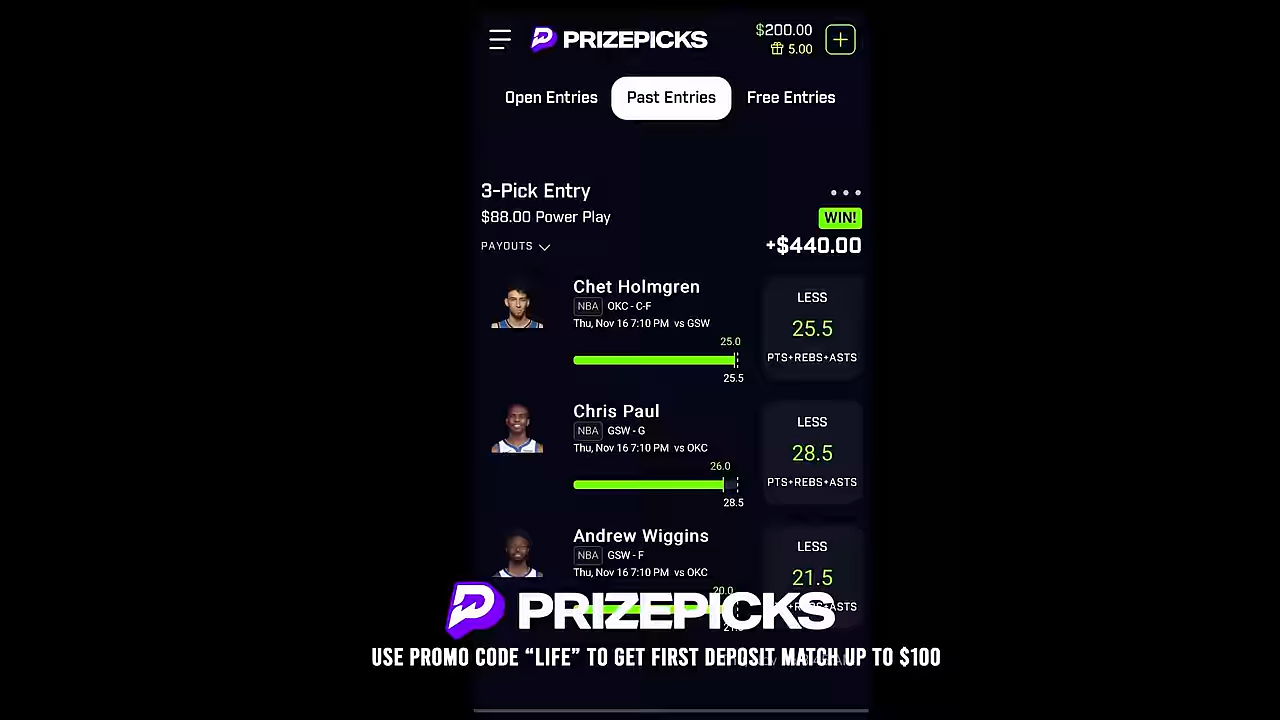 PRIZEPICKS
$200.00
5.00
Open Entries
Past Entries
Free Entries
3-Pick Entry
$88.00 Power Play
WIN!
PAYOUTS
+$440.00
Chet Holmgren
NBA OKC - C-F
Thu, Nov 16 7:10 PM vs GSW
25.0
25.5
LESS
25.5
PTS+REBS+ASTS
Chris Paul
NBA GSW - G
Thu, Nov 16 7:10 PM vs OKC
26.0
28.5
LESS
28.5
PTS+REBS+ASTS
Andrew Wiggins
NBA GSW - F
Thu, Nov 16 7:10 PM vs OKC
20.0
LESS
21.5
PRIZEPICKS
USE PROMO CODE “LIFE” TO GET FIRST DEPOSIT MATCH UP TO $100